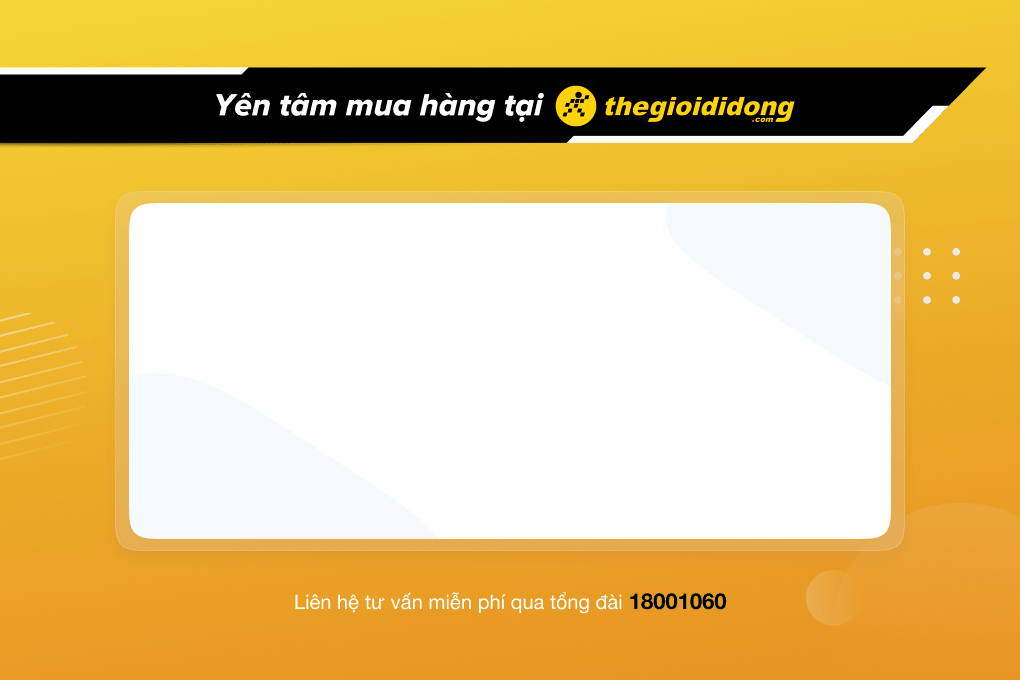 Yên tâm mua hàng tại thegioididong
.com
Liên hệ tư vấn miễn phí qua tổng đài 18001060